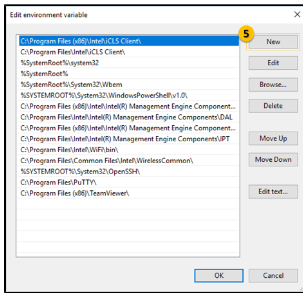 Edit environment variable
5
C:\Program Files (x86)\Intel\iCLS Client\
New
C:\Program Files\Intel\iCLS Client\
%SystemRoot%\system32
Edit
%SystemRoot%
%SystemRoot%\System32\Wbem
Browse...
%SYSTEMROOT%\System32\WindowsPowerShell\v1.0\
C:\Program Files (x86)\Intel\Intel(R) Management Engine Component...
Delete
C:\Program Files\Intel\Intel(R) Management Engine Components\DAL
C:\Program Files (x86)\Intel\Intel(R) Management Engine Component...
Move Up
C:\Program Files\Intel\Intel(R) Management Engine Components\IPT
C:\Program Files\Intel\WiFi\bin\
Move Down
C:\Program Files\Common Files\Intel\WirelessCommon\
%SYSTEMROOT%\System32\OpenSSH\
C:\Program Files\PuTTY\
Edit text...
C:\Program Files (x86)\TeamViewer\
OK
Cancel